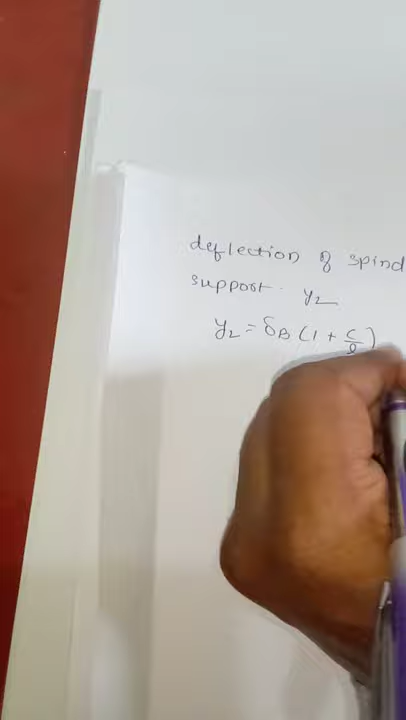 deflection of spind
support. y₂
y₂ = δB (1 + c/l)